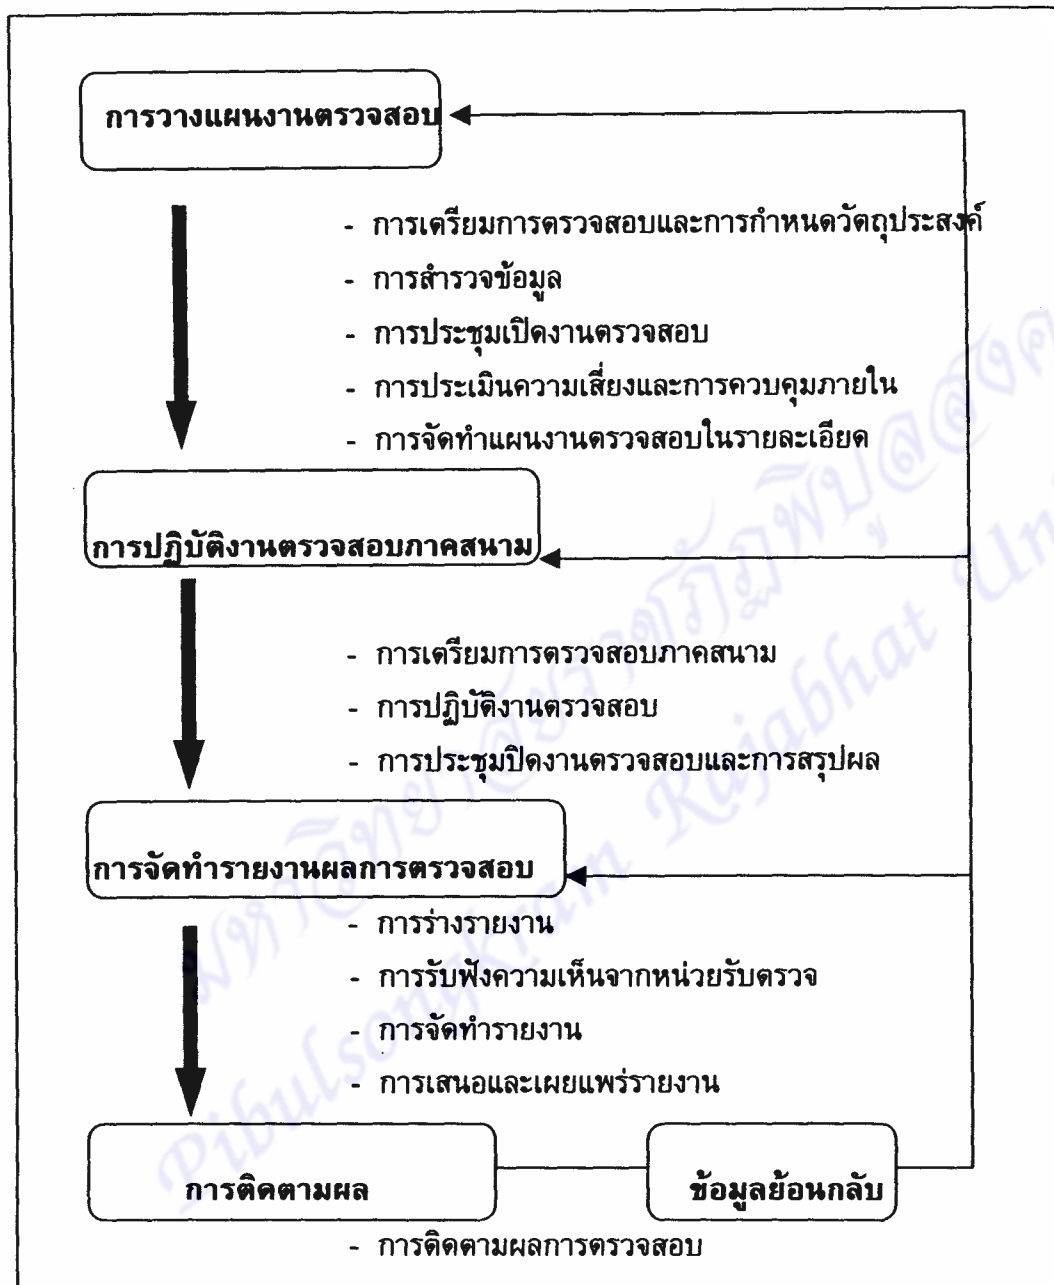 การวางแผนงานตรวจสอบ
- การเตรียมการตรวจสอบและการกำหนดวัตถุประสงค์
- การสำรวจข้อมูล
- การประชุมเปิดงานตรวจสอบ
- การประเมินความเสี่ยงและการควบคุมภายใน
- การจัดทำแผนงานตรวจสอบในรายละเอียด
การปฏิบัติงานตรวจสอบภาคสนาม
- การเตรียมการตรวจสอบภาคสนาม
- การปฏิบัติงานตรวจสอบ
- การประชุมปิดงานตรวจสอบและการสรุปผล
การจัดทำรายงานผลการตรวจสอบ
- การร่างรายงาน
- การรับฟังความเห็นจากหน่วยรับตรวจ
- การจัดทำรายงาน
- การเสนอและเผยแพร่รายงาน
การติดตามผล
ข้อมูลย้อนกลับ
- การติดตามผลการตรวจสอบ
Pibulsongkram Rajabhat